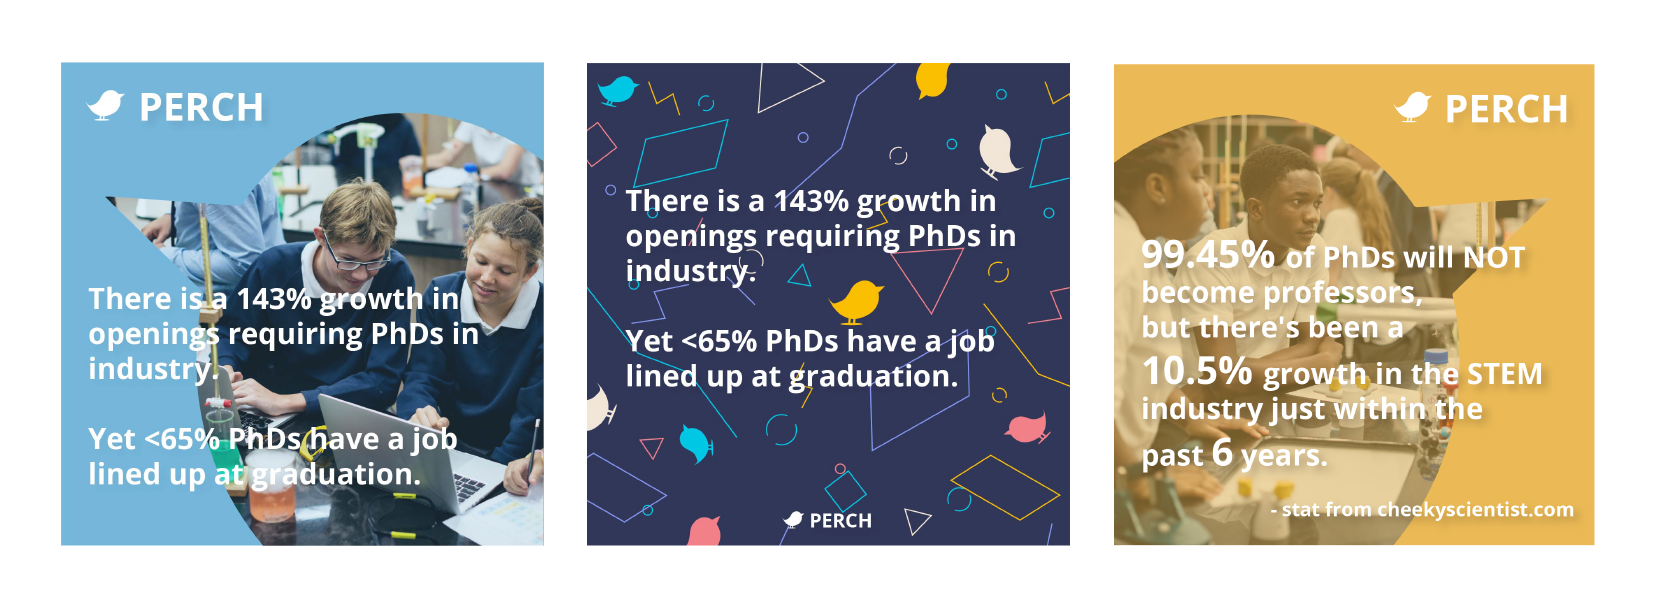 PERCH
There is a 143% growth in
openings requiring PhDs in
industry.
Yet <65% PhDs have a job
lined up at graduation.
There is a 143% growth in
openings requiring PhDs in
industry.
Yet <65% PhDs have a job
lined up at graduation.
PERCH
PERCH
99.45% of PhDs will NOT
become professors,
but there's been a
10.5% growth in the STEM
industry just within the
past 6 years.
- stat from cheekyscientist.com